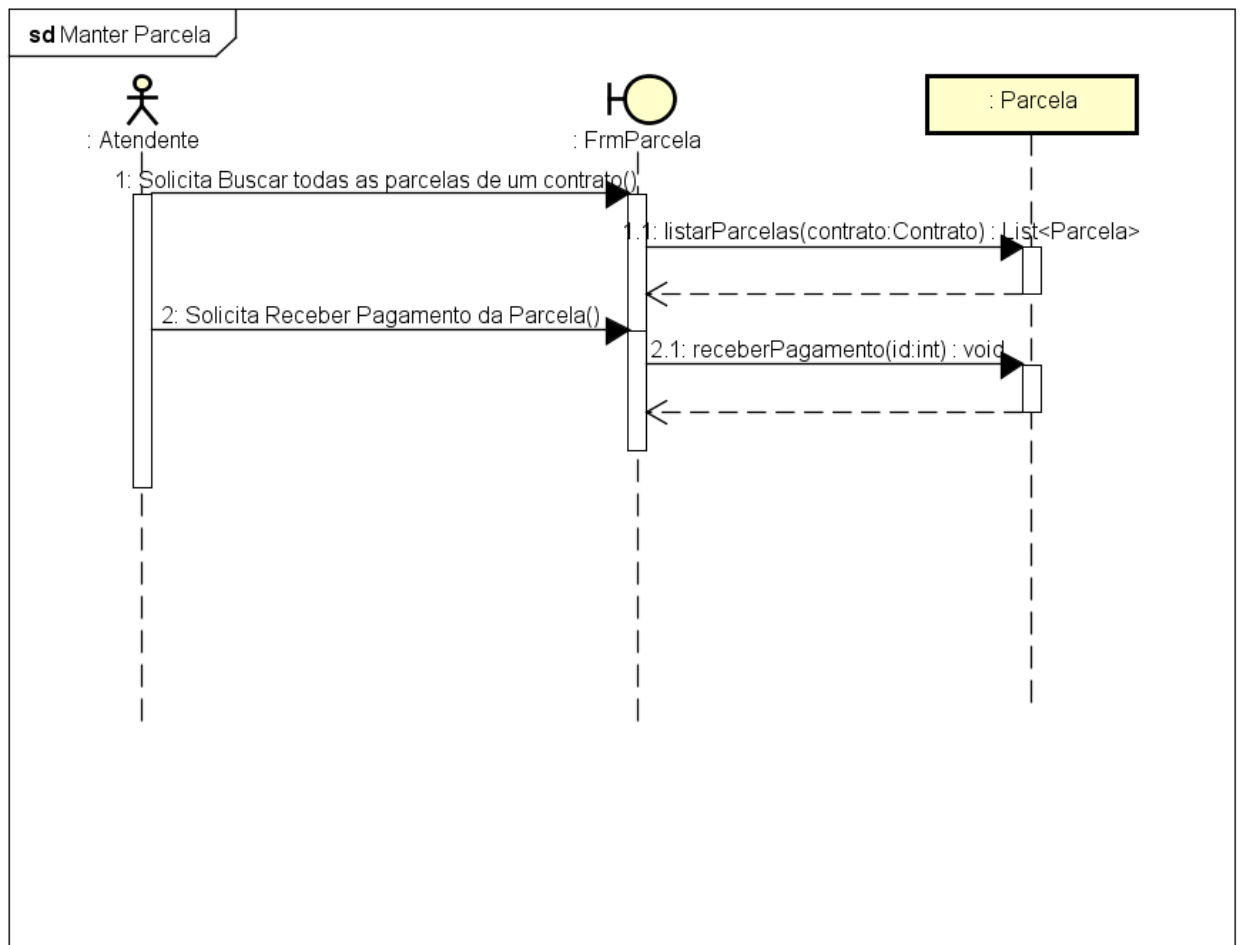 sd Manter Parcela
: Atendente
: FrmParcela
: Parcela
1: Solicita Buscar todas as parcelas de um contrato()
1.1: listarParcelas(contrato:Contrato) : List<Parcela>
2: Solicita Receber Pagamento da Parcela()
2.1: receberPagamento(id:int) : void